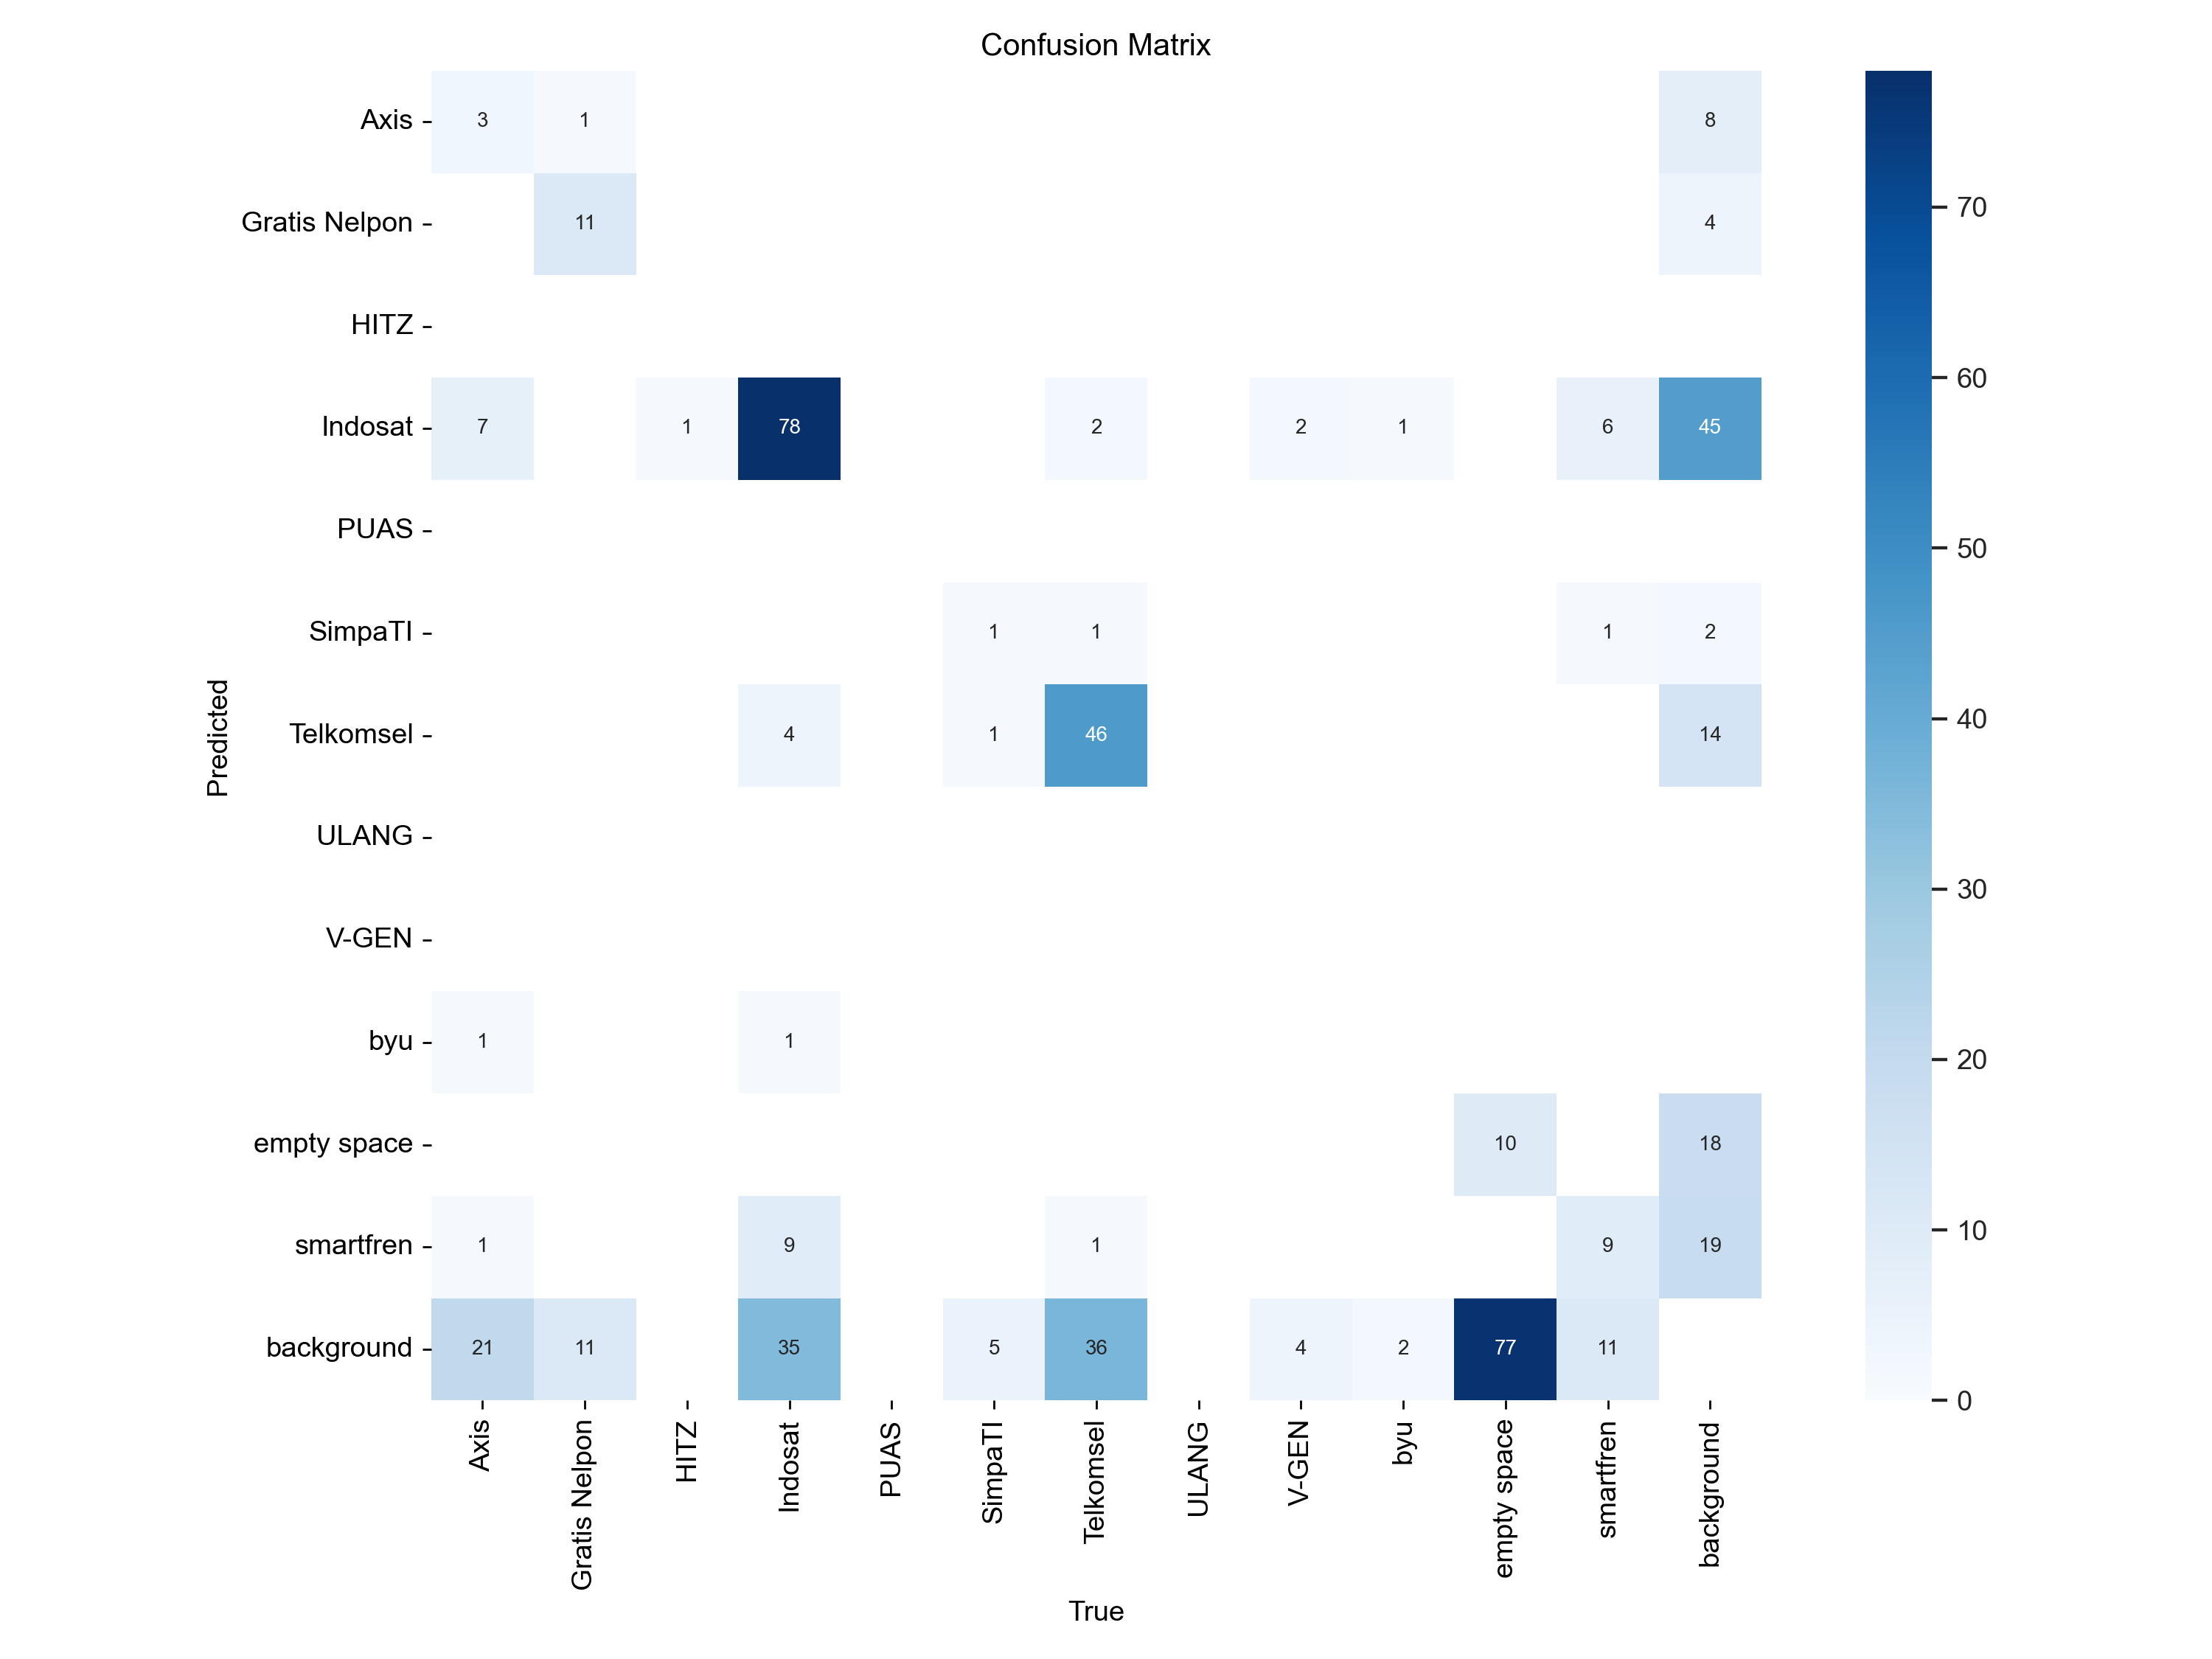 Confusion Matrix
Axis 3 1 8
Gratis Nelpon 11 4
HITZ
Indosat 7 1 78 2 2 1 6 45
PUAS
SimpaTI 1 1 1 2
Telkomsel 4 1 46 14
ULANG
V-GEN
byu 1 1
empty space 10 18
smartfren 1 9 1 9 19
background 21 11 35 5 36 4 2 77 11
Predicted
Axis
Gratis Nelpon
HITZ
Indosat
PUAS
SimpaTI
Telkomsel
ULANG
V-GEN
byu
empty space
smartfren
background
True
70
60
50
40
30
20
10
0